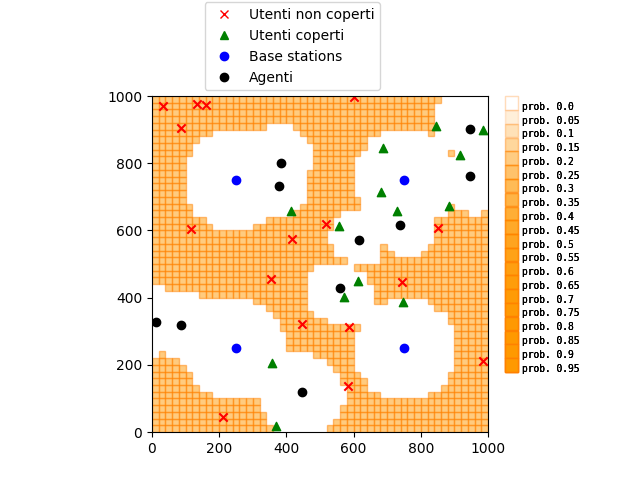 Utenti non coperti
Utenti coperti
Base stations
Agenti
1000
800
600
400
200
0
0
200
400
600
800
1000
prob. 0.0
prob. 0.05
prob. 0.1
prob. 0.15
prob. 0.2
prob. 0.25
prob. 0.3
prob. 0.35
prob. 0.4
prob. 0.45
prob. 0.5
prob. 0.55
prob. 0.6
prob. 0.65
prob. 0.7
prob. 0.75
prob. 0.8
prob. 0.85
prob. 0.9
prob. 0.95